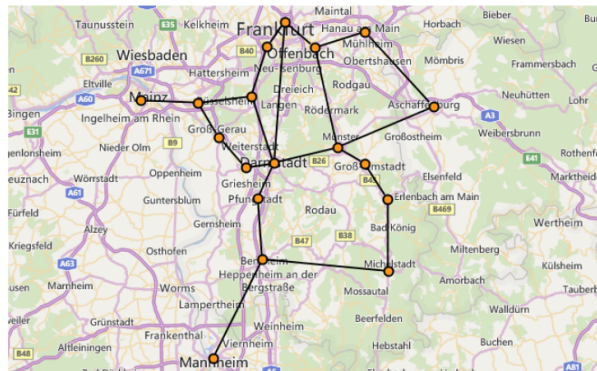 Maintal
Bieber
Taunusstein
E35
Kelkheim
Horbach
Frankfurt
Hanau am Main
Wiesen
Wiesbaden
B40
Offenbach
Mühlheim
B260
A671
Hattersheim
Neu-Isenburg
Obertshausen
Mömbris
Frammersbach
Eltville
Dreieich
Rodgau
Neuhütten
Lohr
A60
Mainz
Rüsselsheim
Langen
Aschaffenburg
A3
Bingen
Ingelheim am Rhein
Rödermark
E31
Groß-Gerau
Münster
Großostheim
Weibersbrunn
Nieder Olm
B9
Weiterstadt
Darmstadt
B26
Groß-Umstadt
E41
Wörrstadt
Oppenheim
Griesheim
B45
Elsenfeld
Marktheide
A61
Guntersblum
Pfungstadt
Erlenbach am Main
Fürfeld
Rodau
B469
Alzey
Gernsheim
Bad König
Wertheim
Kriegsfeld
B47
B38
Osthofen
Miltenberg
A63
Bensheim
Michelstadt
Külsheim
Heppenheim an der
Bergstraße
Amorbach
Marnheim
Worms
Mossautal
Lampertheim
Walldürn
Grünstadt
Beerfelden
Weinheim
Frankenthal
Viernheim
Hebstahl
Buchen
B48
Altleiningen
Mannheim
A81